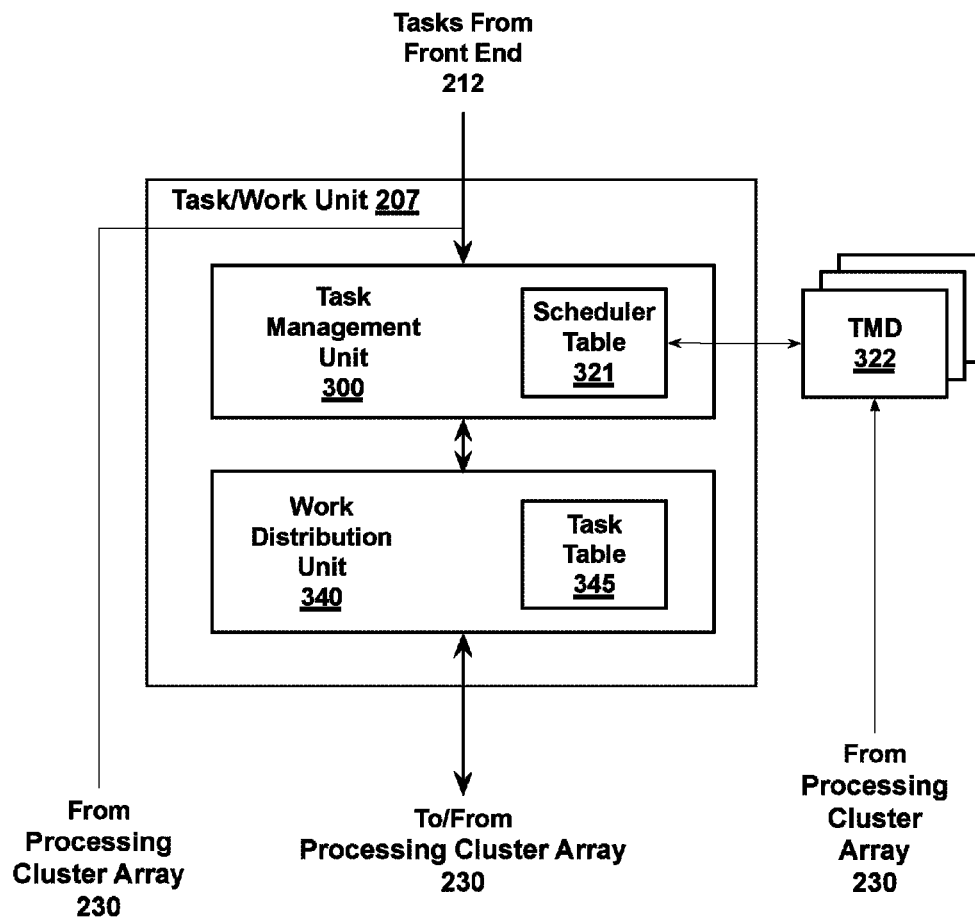 Tasks From
Front End
212
Task/Work Unit 207
Task
Management
Unit
300
Scheduler
Table
321
TMD
322
Work
Distribution
Unit
340
Task
Table
345
From
Processing
Cluster Array
230
To/From
Processing Cluster Array
230
From
Processing
Cluster
Array
230